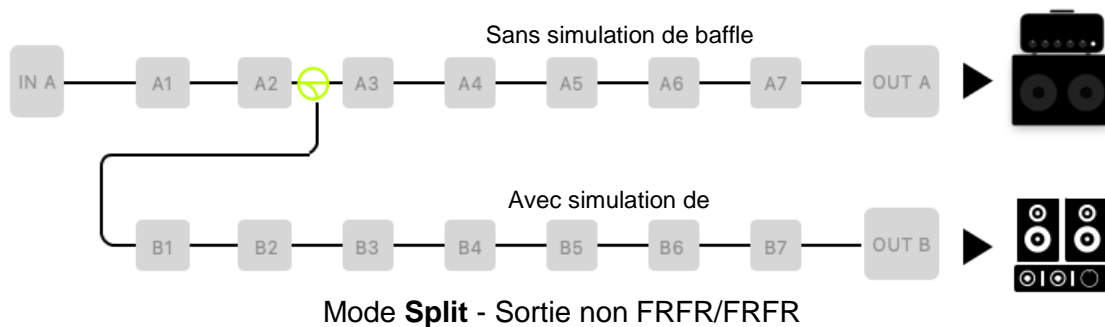 Sans simulation de baffle
IN A A1 A2 A3 A4 A5 A6 A7 OUT A
Avec simulation de
B1 B2 B3 B4 B5 B6 B7 OUT B
Mode Split - Sortie non FRFR/FRFR